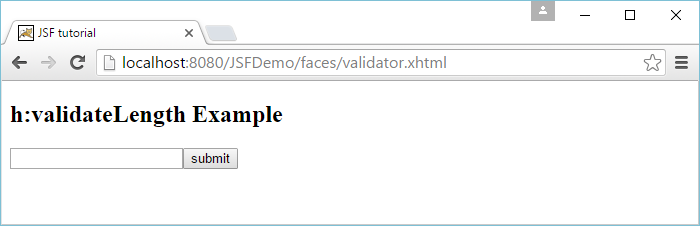 JSF tutorial
localhost:8080/JSFDemo/faces/validator.xhtml
h:validateLength Example
submit